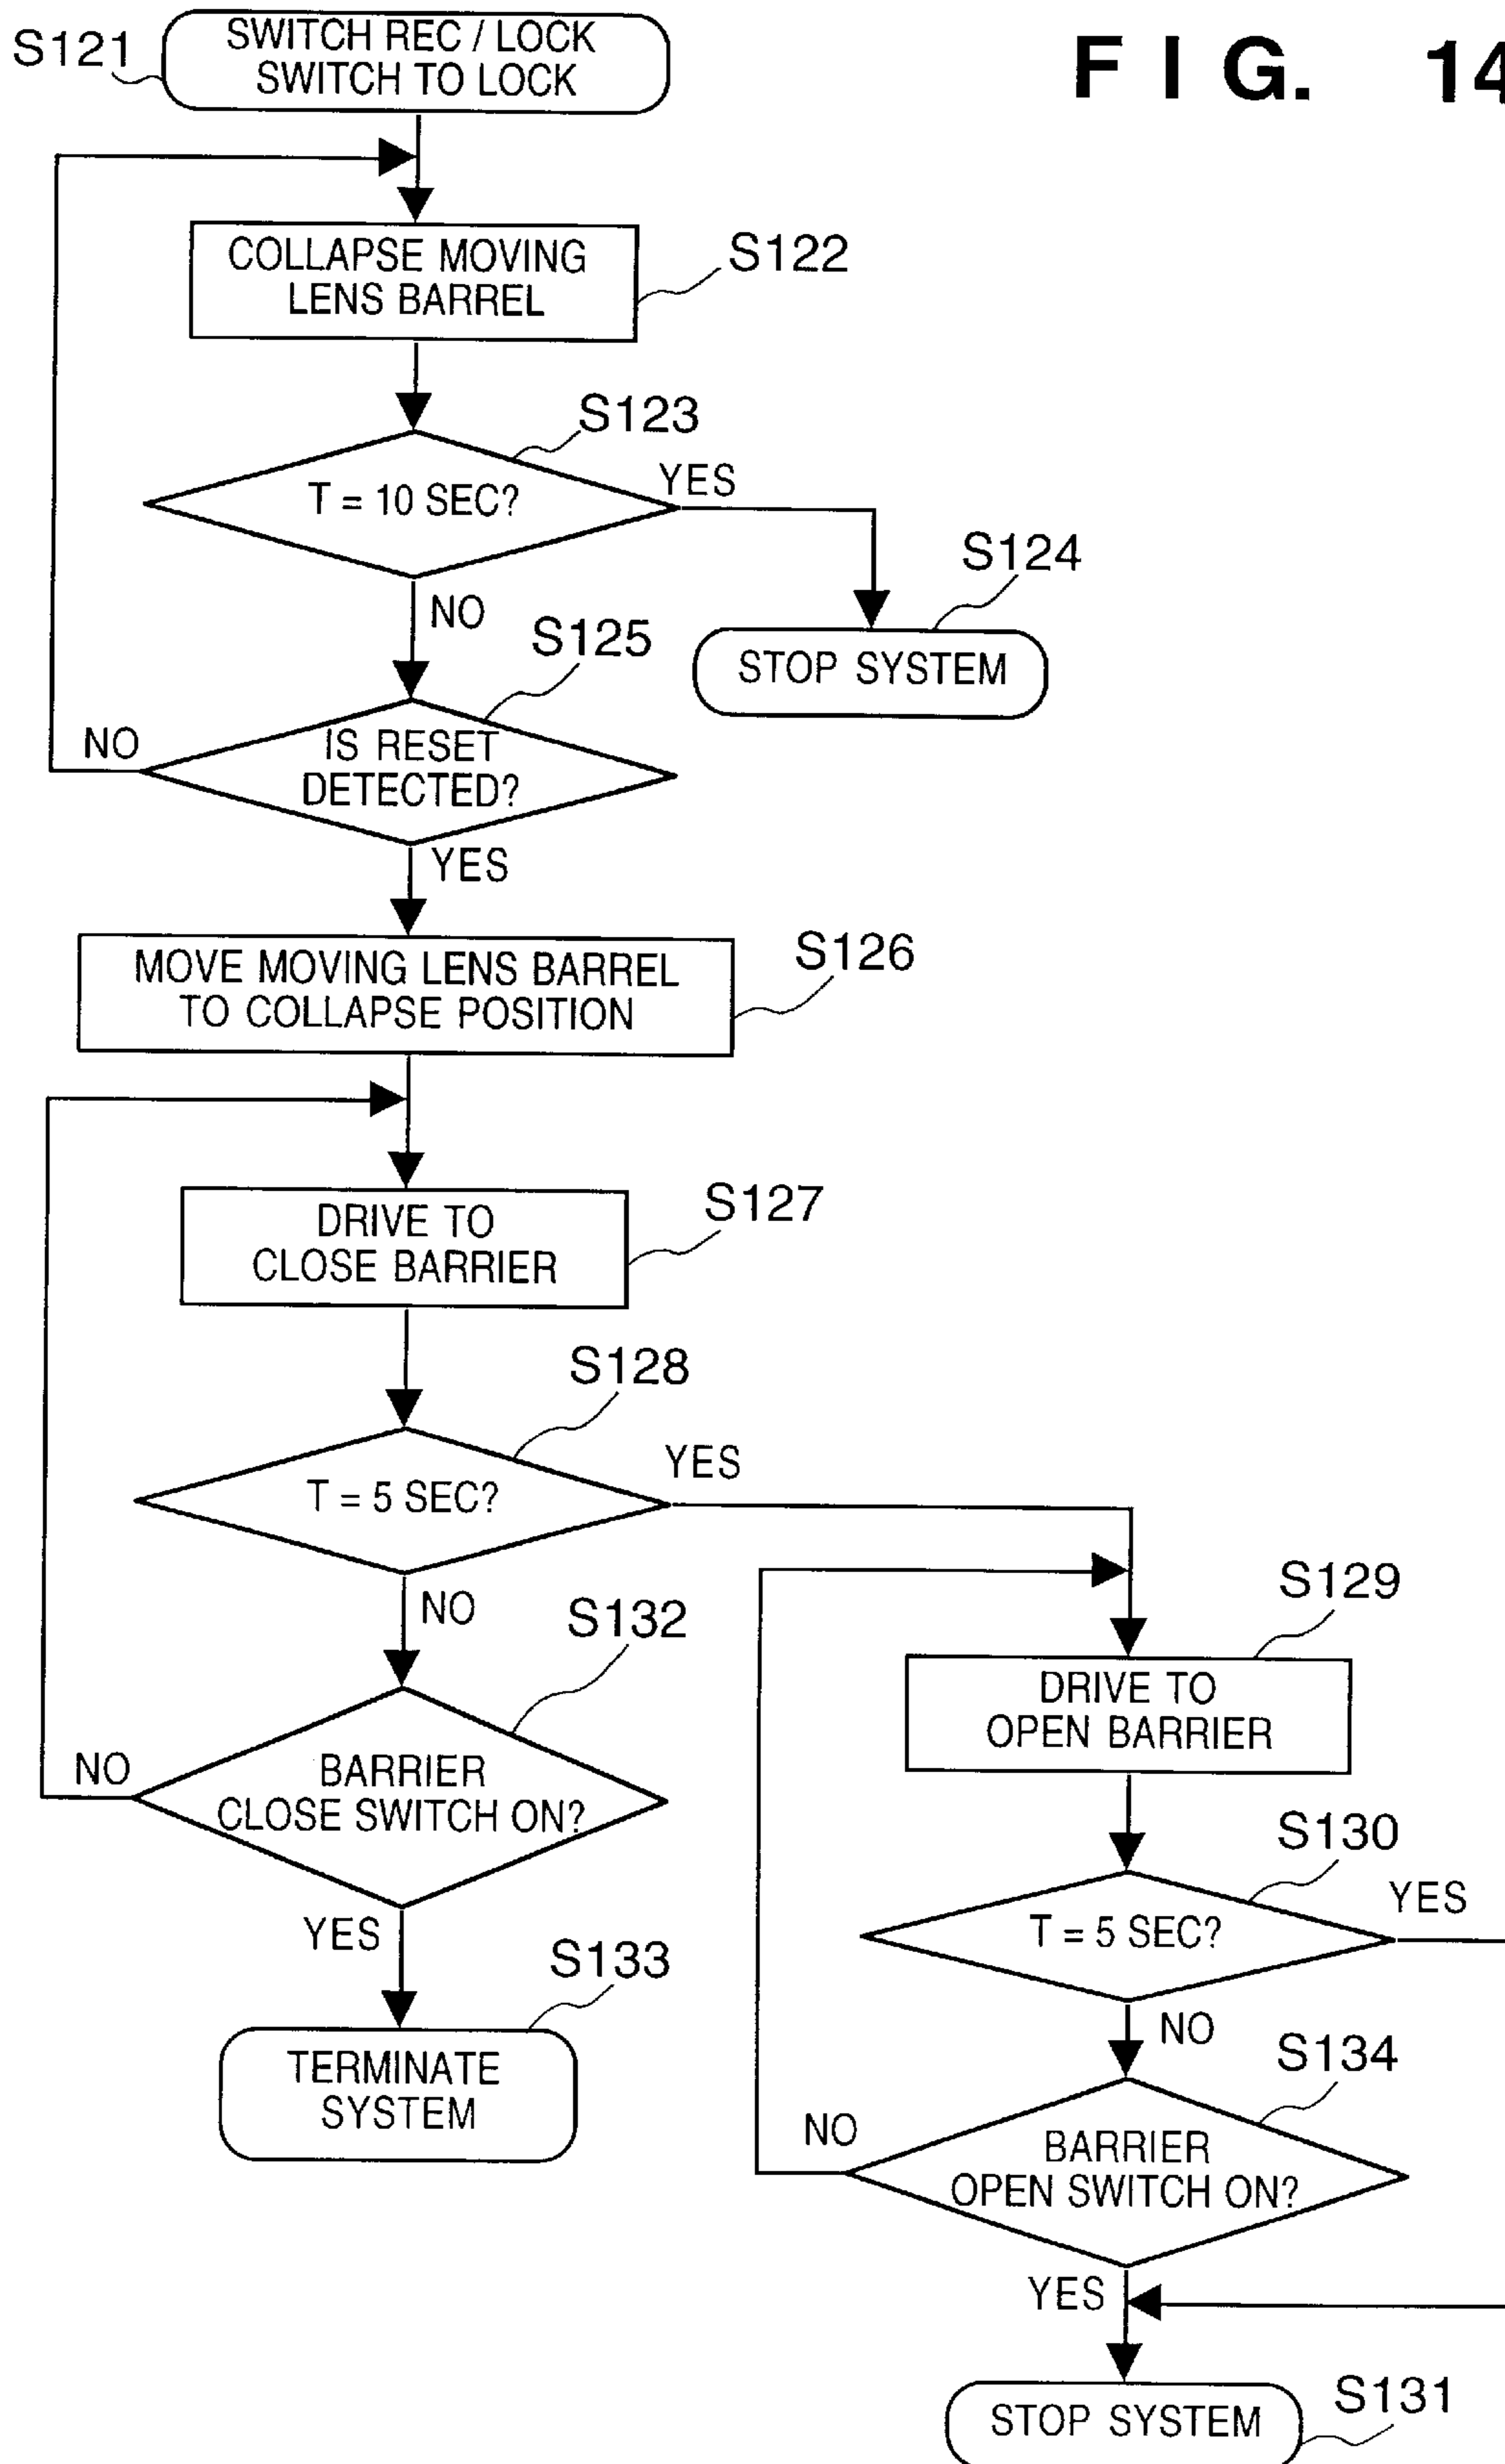 F I G. 14
S121
SWITCH REC / LOCK
SWITCH TO LOCK
COLLAPSE MOVING
LENS BARREL
S122
S123
T = 10 SEC?
YES
NO
S124
STOP SYSTEM
S125
IS RESET
DETECTED?
NO
YES
MOVE MOVING LENS BARREL
TO COLLAPSE POSITION
S126
DRIVE TO
CLOSE BARRIER
S127
S128
T = 5 SEC?
YES
NO
S129
DRIVE TO
OPEN BARRIER
S132
BARRIER
CLOSE SWITCH ON?
NO
YES
S130
T = 5 SEC?
YES
NO
S133
TERMINATE
SYSTEM
S134
BARRIER
OPEN SWITCH ON?
NO
YES
STOP SYSTEM
S131